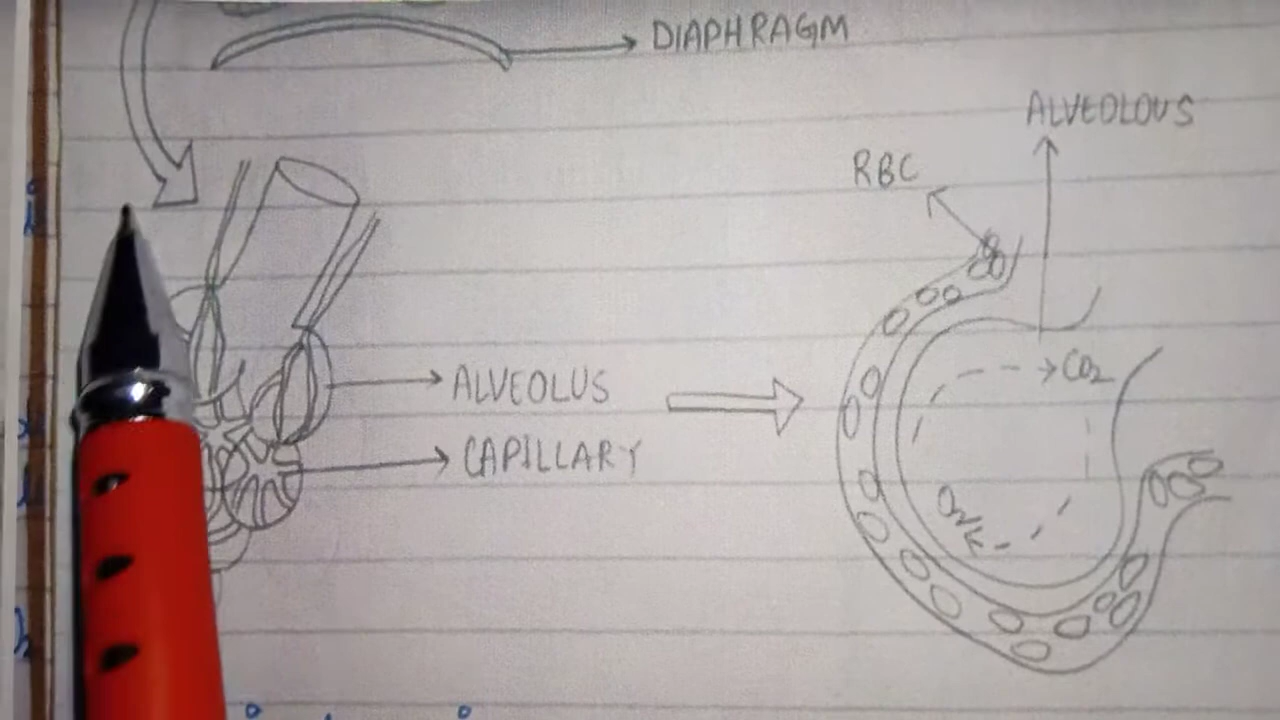 DIAPHRAGM
ALVEOLOUS
RBC
CO2
ALVEOLUS
CAPILLARY
O2